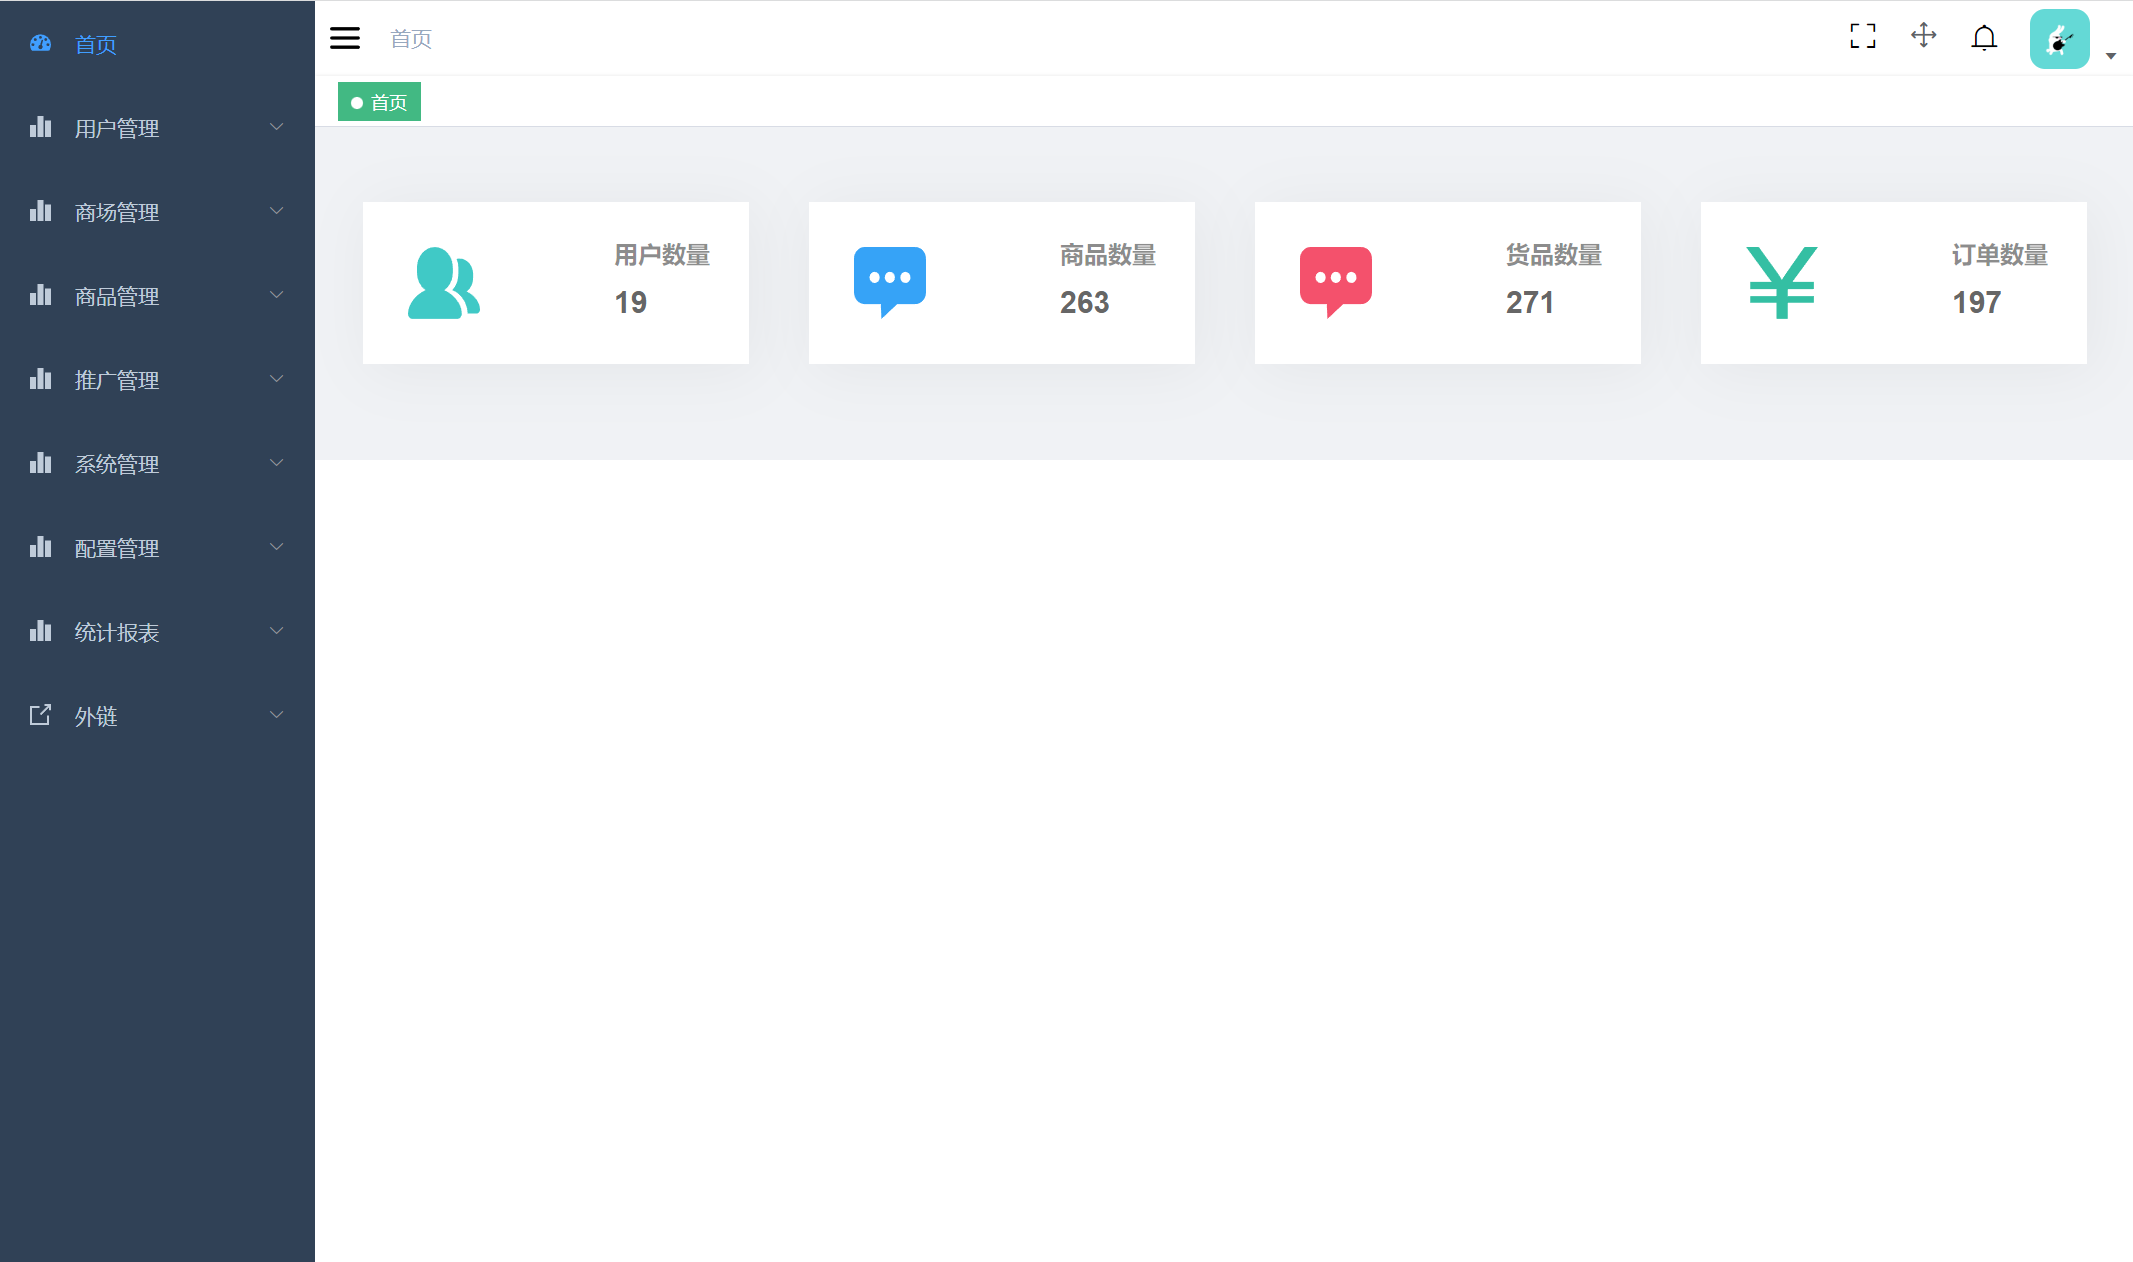 首页
用户管理
商场管理
商品管理
推广管理
系统管理
配置管理
统计报表
外链
首页
首页
用户数量
19
商品数量
263
货品数量
271
订单数量
197